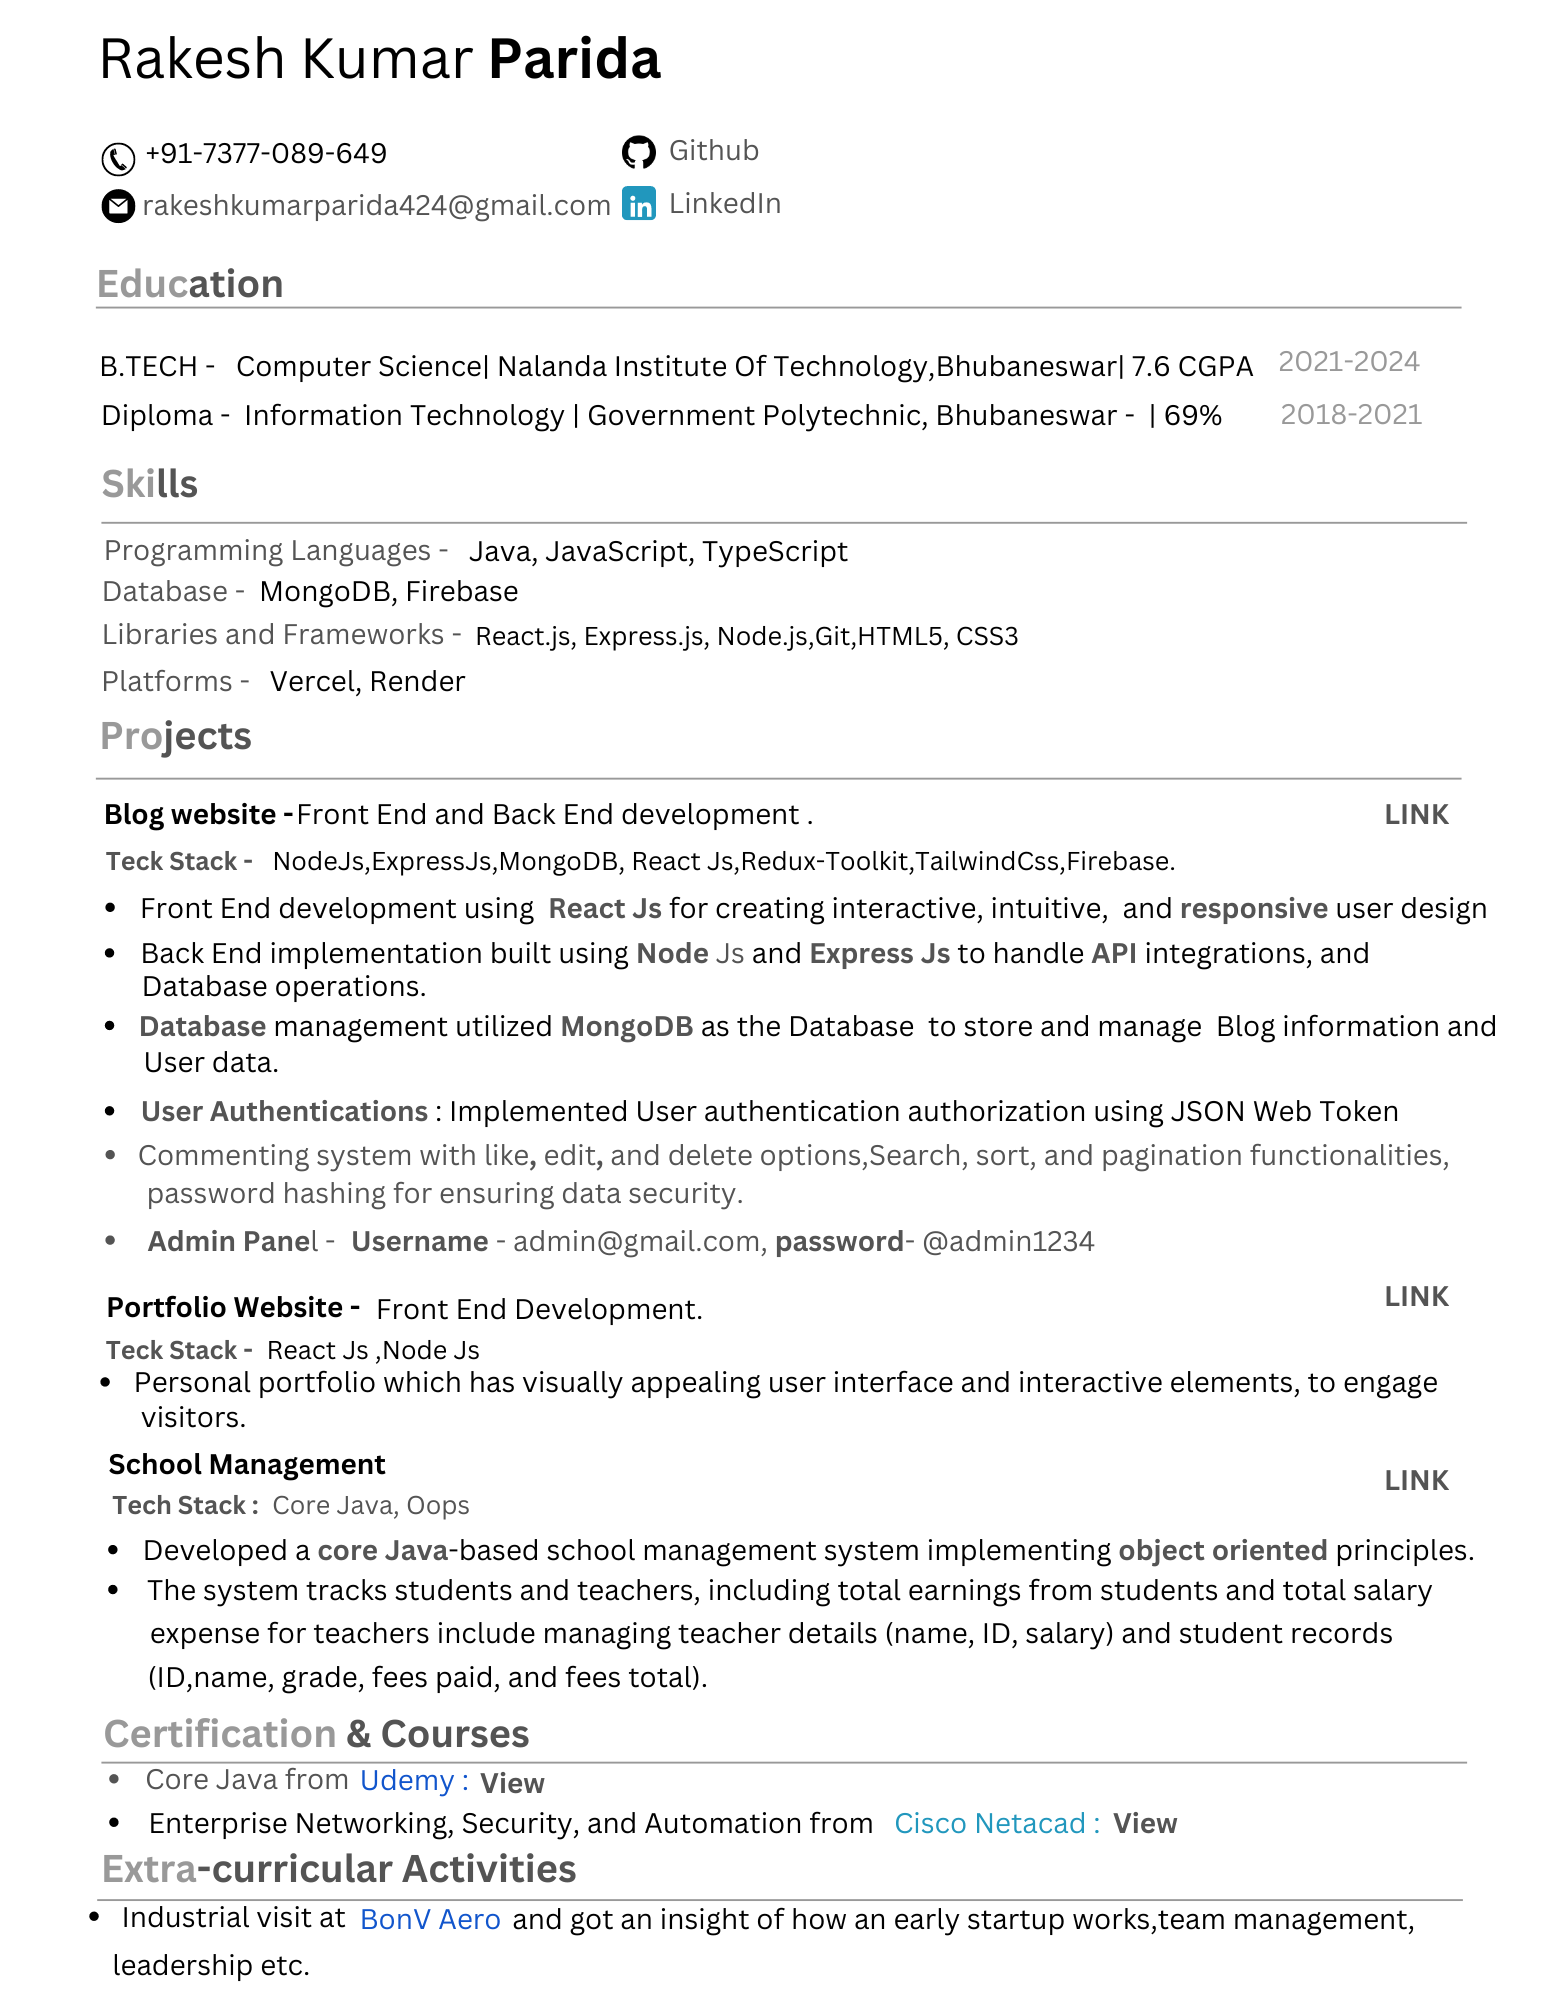 Rakesh Kumar Parida
+91-7377-089-649
Github
rakeshkumarparida424@gmail.com
LinkedIn
Education
B.TECH - Computer Science| Nalanda Institute Of Technology,Bhubaneswar| 7.6 CGPA 2021-2024
Diploma - Information Technology | Government Polytechnic, Bhubaneswar - | 69% 2018-2021
Skills
Programming Languages - Java, JavaScript, TypeScript
Database - MongoDB, Firebase
Libraries and Frameworks - React.js, Express.js, Node.js,Git,HTML5, CSS3
Platforms - Vercel, Render
Projects
Blog website -Front End and Back End development . LINK
Teck Stack - NodeJs,ExpressJs,MongoDB, React Js,Redux-Toolkit,TailwindCss,Firebase.
• Front End development using React Js for creating interactive, intuitive, and responsive user design
• Back End implementation built using Node Js and Express Js to handle API integrations, and
Database operations.
• Database management utilized MongoDB as the Database to store and manage Blog information and
User data.
• User Authentications : Implemented User authentication authorization using JSON Web Token
• Commenting system with like, edit, and delete options,Search, sort, and pagination functionalities,
password hashing for ensuring data security.
• Admin Panel - Username - admin@gmail.com, password- @admin1234
Portfolio Website - Front End Development. LINK
Teck Stack - React Js ,Node Js
• Personal portfolio which has visually appealing user interface and interactive elements, to engage
visitors.
School Management LINK
Tech Stack : Core Java, Oops
• Developed a core Java-based school management system implementing object oriented principles.
• The system tracks students and teachers, including total earnings from students and total salary
expense for teachers include managing teacher details (name, ID, salary) and student records
(ID,name, grade, fees paid, and fees total).
Certification & Courses
• Core Java from Udemy : View
• Enterprise Networking, Security, and Automation from Cisco Netacad : View
Extra-curricular Activities
• Industrial visit at BonV Aero and got an insight of how an early startup works,team management,
leadership etc.